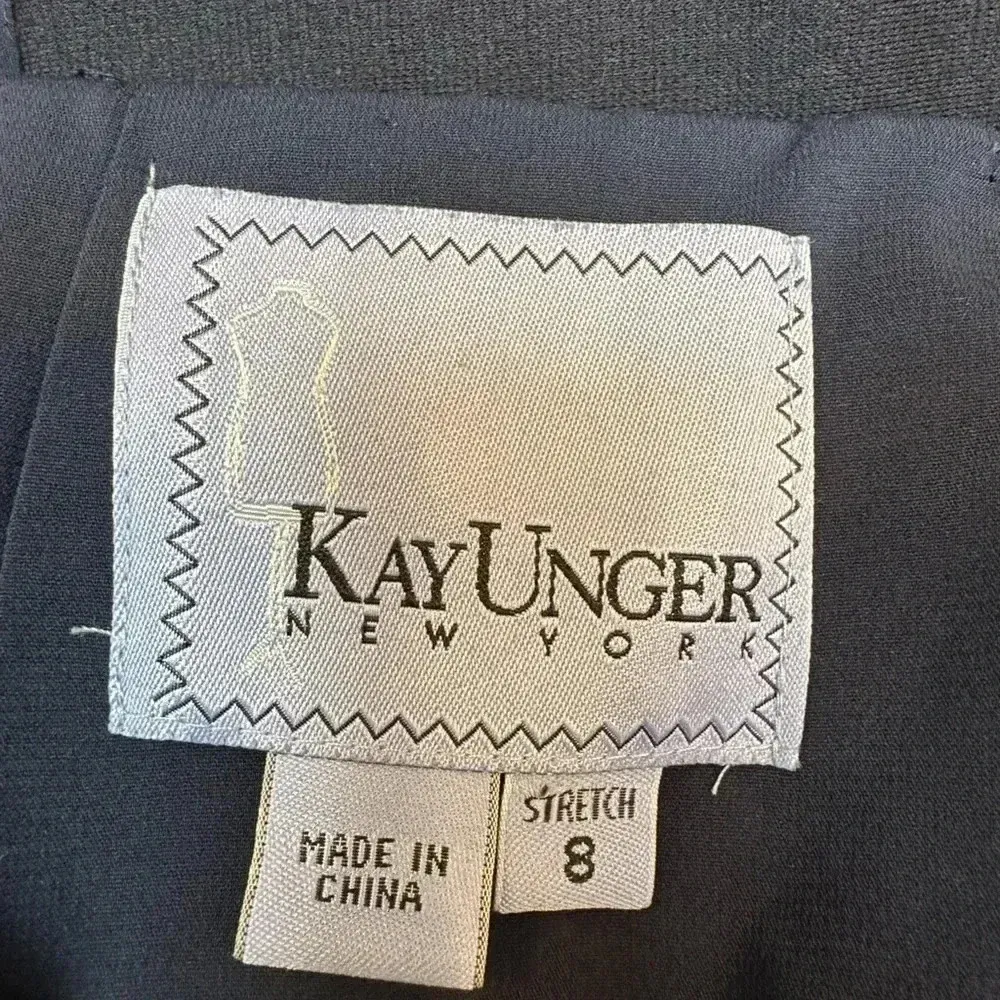 KAYUNGER
NEW YORK
MADE IN
CHINA
STRETCH
8